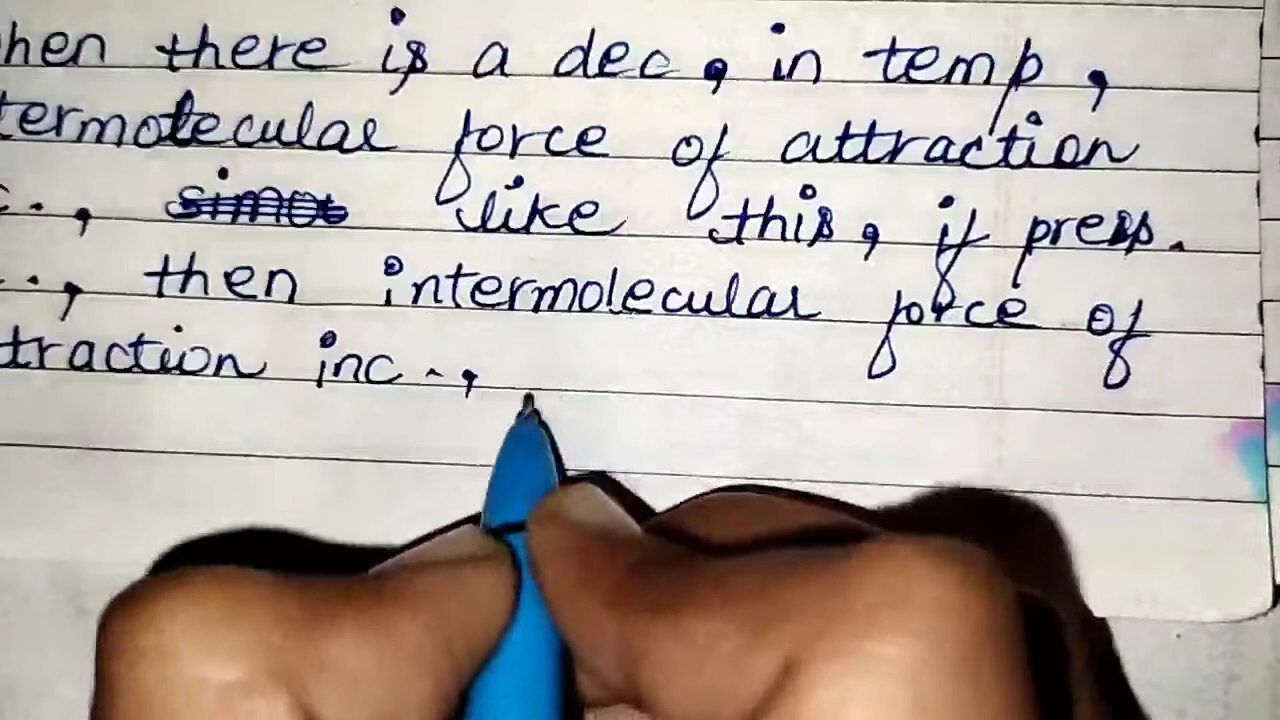 hen there is a dec, in temp,
termolecular force of attraction
c.., like this, if press.
.., then intermolecular force of
traction inc.,